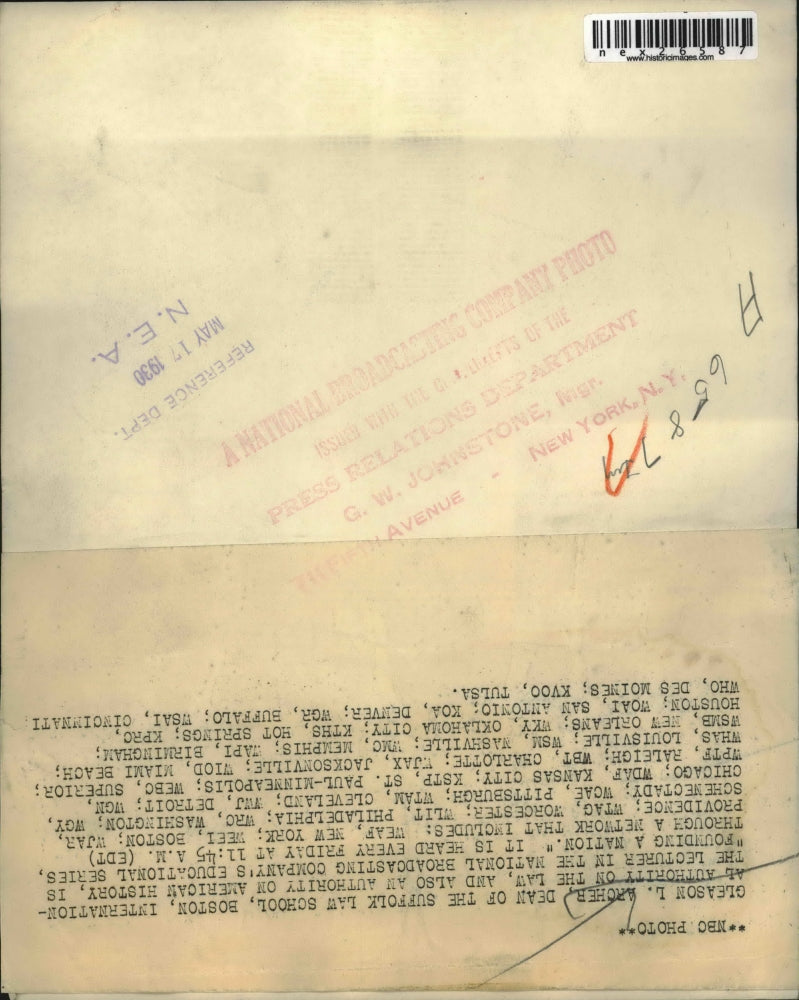 nex26587
www.historicimages.com
A NATIONAL BROADCASTING COMPANY PHOTO
ISSUED WITH THE OF THE
PRESS RELATIONS DEPARTMENT
G. W. JOHNSTONE, Mgr.
FIFTH AVENUE - NEW YORK, N. Y.
REFERENCE DEPT.
MAY 17 1930
N. E. A.
A
65
8
**NBC PHOTO**
GLEASON L. ARCHER, DEAN OF THE SUFFOLK LAW SCHOOL, BOSTON, INTERNATION-
AL AUTHORITY ON THE LAW, AND ALSO AN AUTHORITY ON AMERICAN HISTORY, IS
THE LECTURER IN THE NATIONAL BROADCASTING COMPANY'S EDUCATIONAL SERIES,
"FOUNDING A NATION." IT IS HEARD EVERY FRIDAY AT 11:45 A.M. (EDT)
THROUGH A NETWORK THAT INCLUDES: WEAF, NEW YORK; WEEI, BOSTON; WJAR,
PROVIDENCE; WTAG, WORCESTER; WLIT, PHILADELPHIA; WRC, WASHINGTON; WGY,
SCHENECTADY; WCAE, PITTSBURGH; WTAM, CLEVELAND; WWJ, DETROIT; WGN,
CHICAGO; WDAF, KANSAS CITY; KSTP, ST. PAUL-MINNEAPOLIS; WEBC, SUPERIOR;
WPTF, RALEIGH; WBT, CHARLOTTE; WJAX, JACKSONVILLE; WIOD, MIAMI BEACH;
WHAS, LOUISVILLE; WSM, NASHVILLE; WMC, MEMPHIS; WAPI, BIRMINGHAM;
WSMB, NEW ORLEANS; WKY, OKLAHOMA CITY; KTHS, HOT SPRINGS; KPRC,
HOUSTON; WOAI, SAN ANTONIO; KOA, DENVER; WGR, BUFFALO; WSAI, CINCINNATI;
WHO, DES MOINES; KVOO, TULSA.